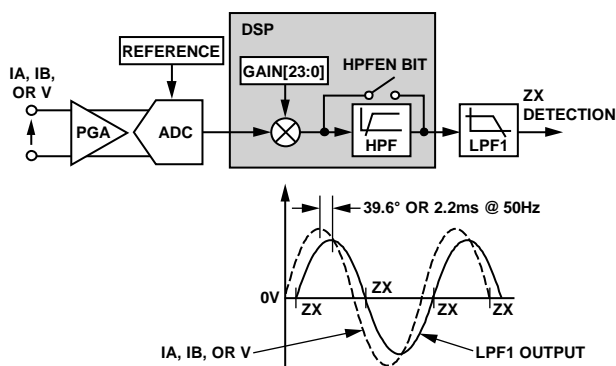 DSP
REFERENCE
HPFEN BIT
GAIN[23:0]
IA, IB,
OR V
ZX
DETECTION
PGA
ADC
HPF
LPF1
39.6° OR 2.2ms @ 50Hz
0V
ZX
ZX
ZX
ZX
IA, IB, OR V
LPF1 OUTPUT